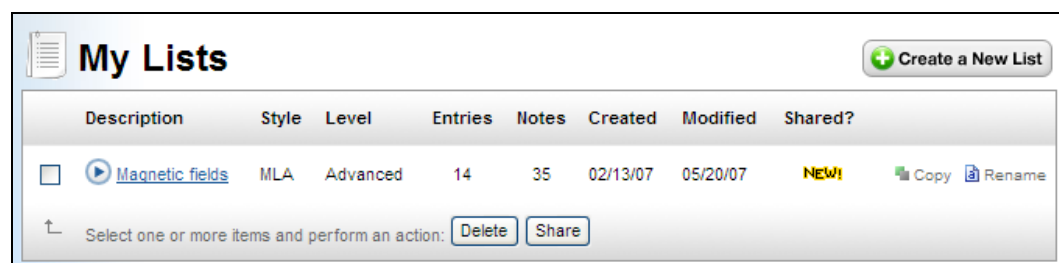 My Lists
Create a New List
Description Style Level Entries Notes Created Modified Shared?
Magnetic fields MLA Advanced 14 35 02/13/07 05/20/07 NEW! Copy Rename
Select one or more items and perform an action: Delete Share